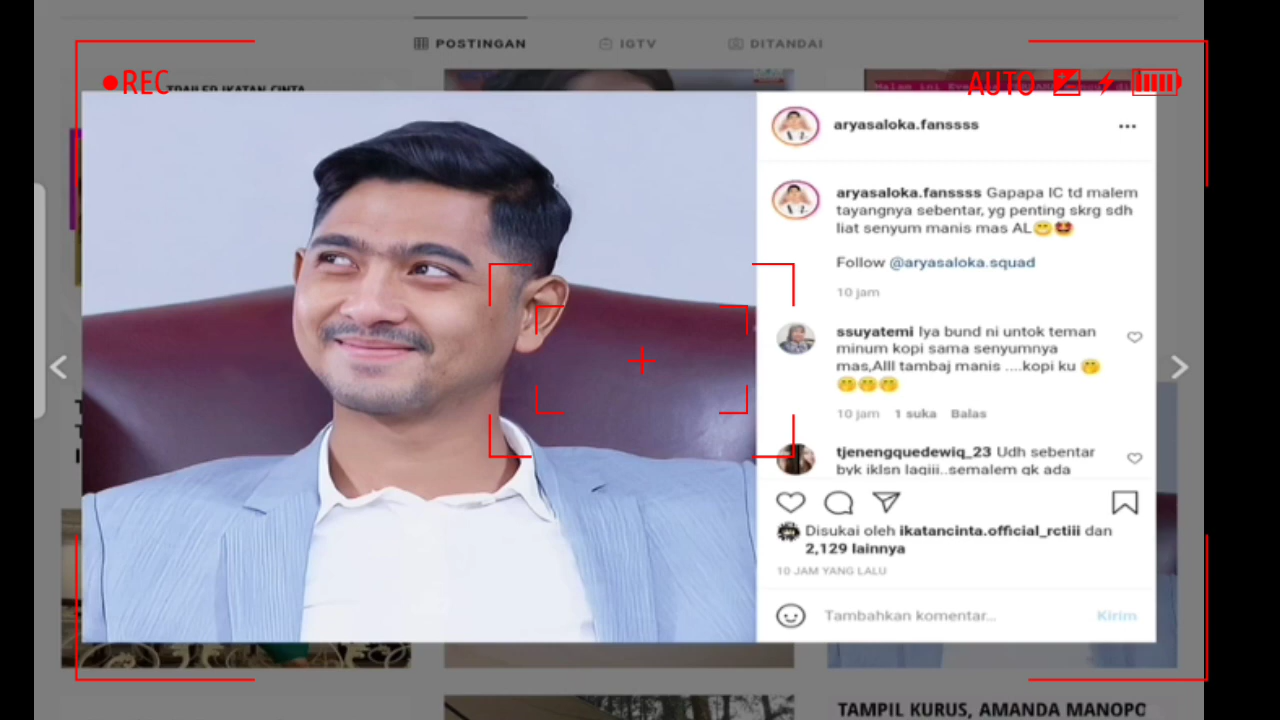 POSTINGAN
IGTV
DITANDAI
REC
AUTO
TRAILER IKATAN CINTA
aryasaloka.fanssss
aryasaloka.fanssss Gapapa IC td malem
tayangnya sebentar, yg penting skrg sdh
liat senyum manis mas AL😁🤩
Follow @aryasaloka.squad
10 jam
ssuyatemi Iya bund ni untok teman
minum kopi sama senyumnya
mas,Alll tambaj manis ....kopi ku 🤭
🤭🤭🤭
10 jam 1 suka Balas
tjenengquedewiq_23 Udh sebentar
byk iklsn lagiii..semalem gk ada
Disukai oleh ikatancinta.official_rctiii dan
2,129 lainnya
10 JAM YANG LALU
Tambahkan komentar... Kirim
TAMPIL KURUS, AMANDA MANOPO